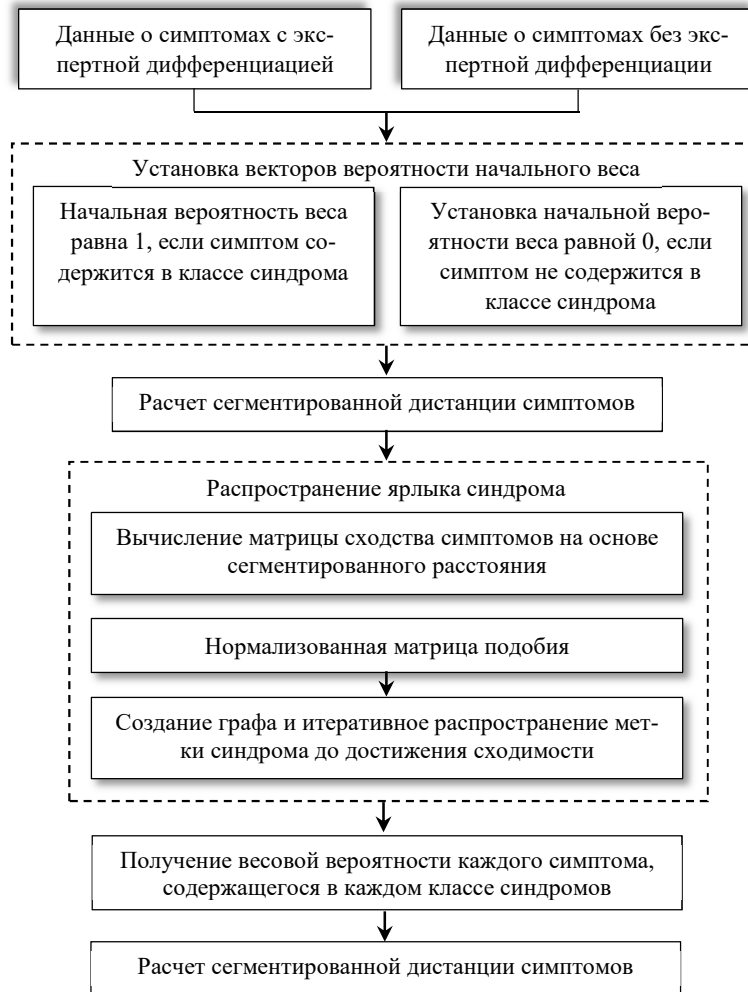 Данные о симптомах с экс-
пертной дифференциацией
Данные о симптомах без экс-
пертной дифференциации
Установка векторов вероятности начального веса
Начальная вероятность веса
равна 1, если симптом со-
держится в классе синдрома
Установка начальной веро-
ятности веса равной 0, если
симптом не содержится в
классе синдрома
Расчет сегментированной дистанции симптомов
Распространение ярлыка синдрома
Вычисление матрицы сходства симптомов на основе
сегментированного расстояния
Нормализованная матрица подобия
Создание графа и итеративное распространение мет-
ки синдрома до достижения сходимости
Получение весовой вероятности каждого симптома,
содержащегося в каждом классе синдромов
Расчет сегментированной дистанции симптомов